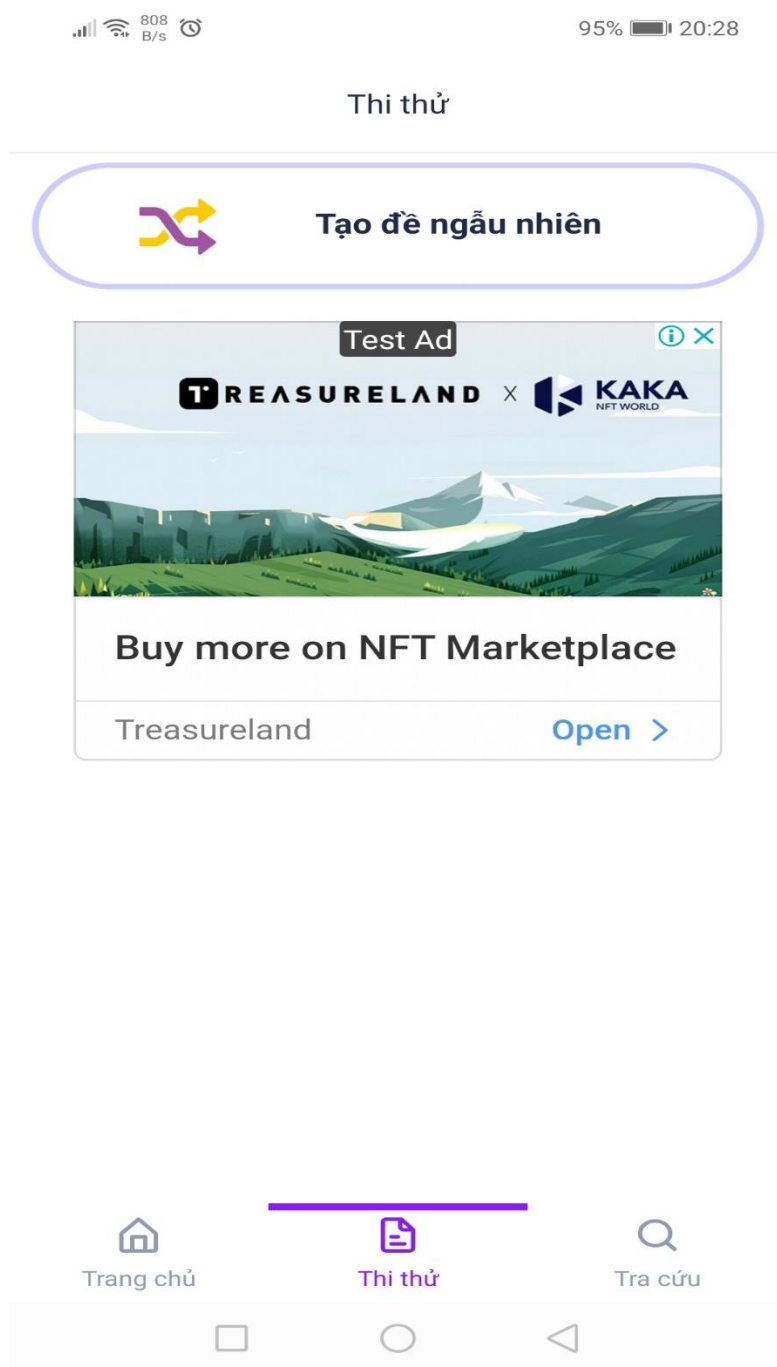 808
B/s
95%
20:28
Thi thử
Tạo đề ngẫu nhiên
Test Ad
TREASURELAND X KAKA
NFT WORLD
Buy more on NFT Marketplace
Treasureland
Open >
Trang chủ
Thi thử
Tra cứu